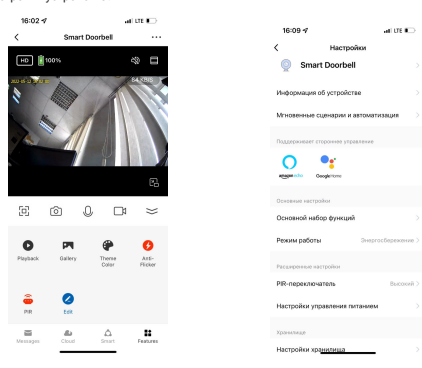 16:02
LTE
Smart Doorbell
HD
100%
Playback
Gallery
Theme Color
Anti-Flicker
PIR
Edit
Messages
Cloud
Smart
Features
16:09
LTE
Настройки
Smart Doorbell
Информация об устройстве
Мгновенные сценарии и автоматизация
Поддерживает сторонние управление
amazon echo
Google Home
Основные настройки
Основной набор функций
Режим работы
Энергосбережение
Расширенные настройки
PIR-переключатель
Высокий
Настройки управления питанием
Хранилище
Настройки хранилища